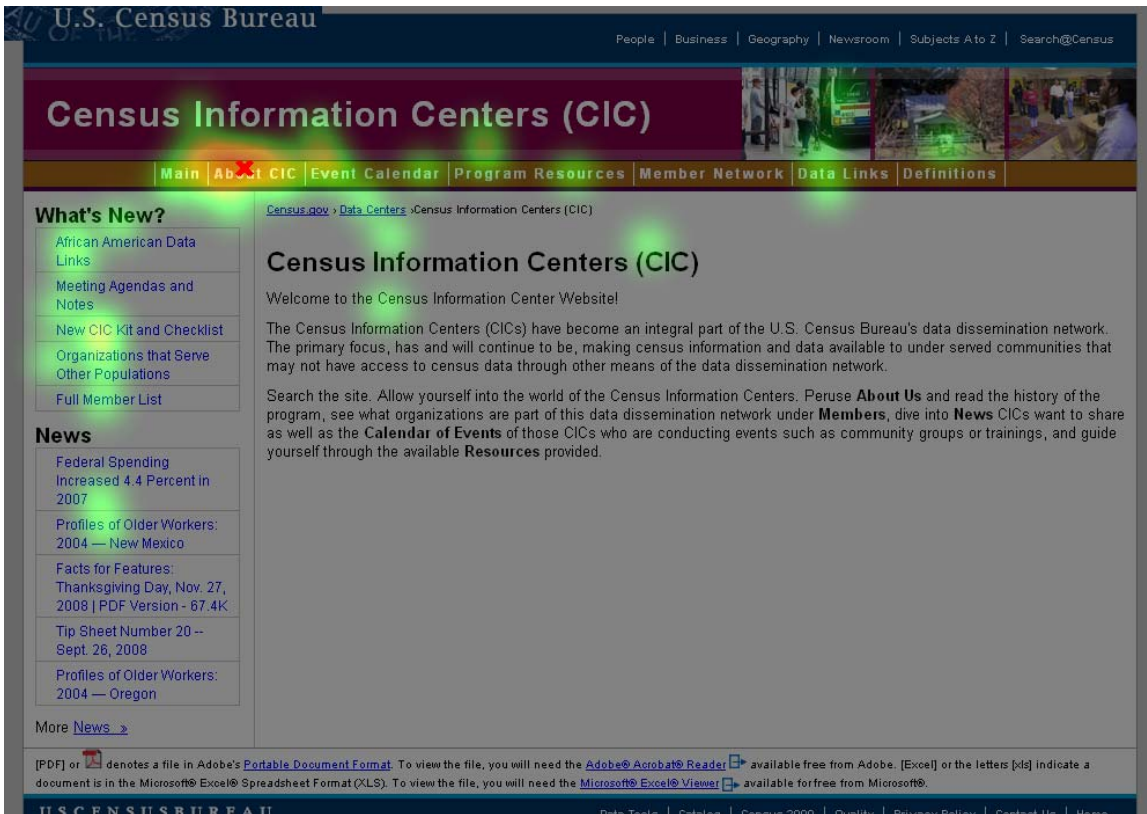 U.S. Census Bureau
People | Business | Geography | Newsroom | Subjects A to Z | Search@Census
Census Information Centers (CIC)
Main | About CIC | Event Calendar | Program Resources | Member Network | Data Links | Definitions
What's New?
African American Data
Links
Meeting Agendas and
Notes
New CIC Kit and Checklist
Organizations that Serve
Other Populations
Full Member List
News
Federal Spending
Increased 4.4 Percent in
2007
Profiles of Older Workers:
2004 — New Mexico
Facts for Features:
Thanksgiving Day, Nov. 27,
2008 | PDF Version - 67.4K
Tip Sheet Number 20 --
Sept. 26, 2008
Profiles of Older Workers:
2004 — Oregon
More News »
Census.gov › Data Centers › Census Information Centers (CIC)
Census Information Centers (CIC)
Welcome to the Census Information Center Website!
The Census Information Centers (CICs) have become an integral part of the U.S. Census Bureau's data dissemination network.
The primary focus, has and will continue to be, making census information and data available to under served communities that
may not have access to census data through other means of the data dissemination network.
Search the site. Allow yourself into the world of the Census Information Centers. Peruse About Us and read the history of the
program, see what organizations are part of this data dissemination network under Members, dive into News CICs want to share
as well as the Calendar of Events of those CICs who are conducting events such as community groups or trainings, and guide
yourself through the available Resources provided.
[PDF] or denotes a file in Adobe's Portable Document Format. To view the file, you will need the Adobe® Acrobat® Reader available free from Adobe. [Excel] or the letters [xls] indicate a
document is in the Microsoft® Excel® Spreadsheet Format (XLS). To view the file, you will need the Microsoft® Excel® Viewer available for free from Microsoft®.
U S C E N S U S B U R E A U
Data Tools | Catalog | Census 2000 | Quality | Privacy Policy | Contact Us | Home